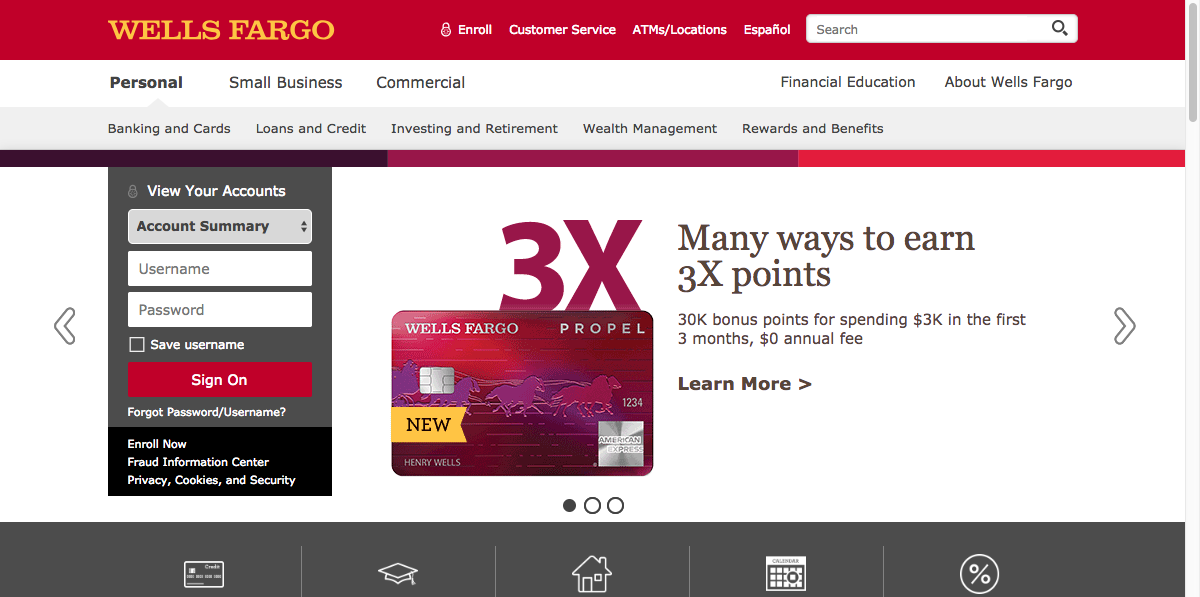 WELLS FARGO
Enroll Customer Service ATMs/Locations Español Search
Personal Small Business Commercial Financial Education About Wells Fargo
Banking and Cards Loans and Credit Investing and Retirement Wealth Management Rewards and Benefits
View Your Accounts
Account Summary
Username
Password
Save username
Sign On
Forgot Password/Username?
Enroll Now
Fraud Information Center
Privacy, Cookies, and Security
3X
WELLS FARGO PROPEL
1234
NEW
AMERICAN
EXPRESS
HENRY WELLS
Many ways to earn
3X points
30K bonus points for spending $3K in the first
3 months, $0 annual fee
Learn More >
Credit
CALENDAR
%